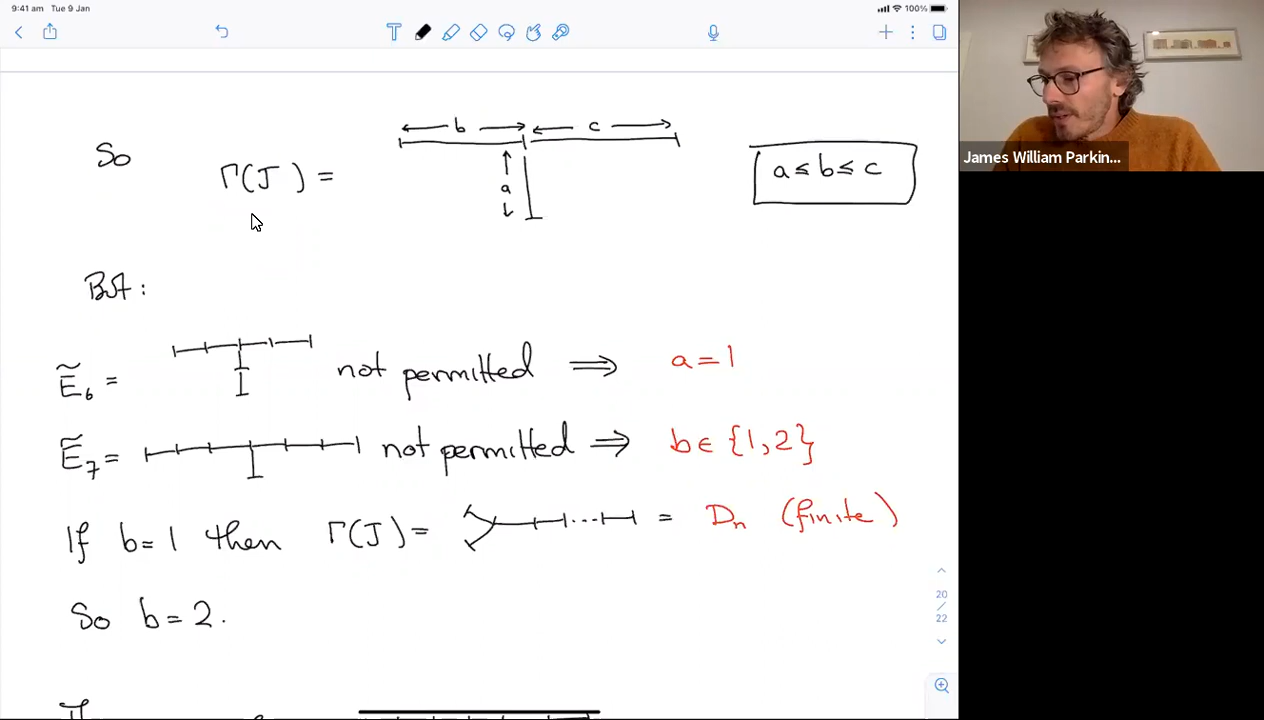 9:41 am Tue 9 Jan
100%
b c
So Γ(J) = a
a ≤ b ≤ c
But:
Ẽ₆ = not permitted ⟹ a = 1
Ẽ₇ = not permitted ⟹ b ∈ {1,2}
If b = 1 then Γ(J) = ... = Dₙ (finite)
So b = 2.
20
/
22
James William Parkin...